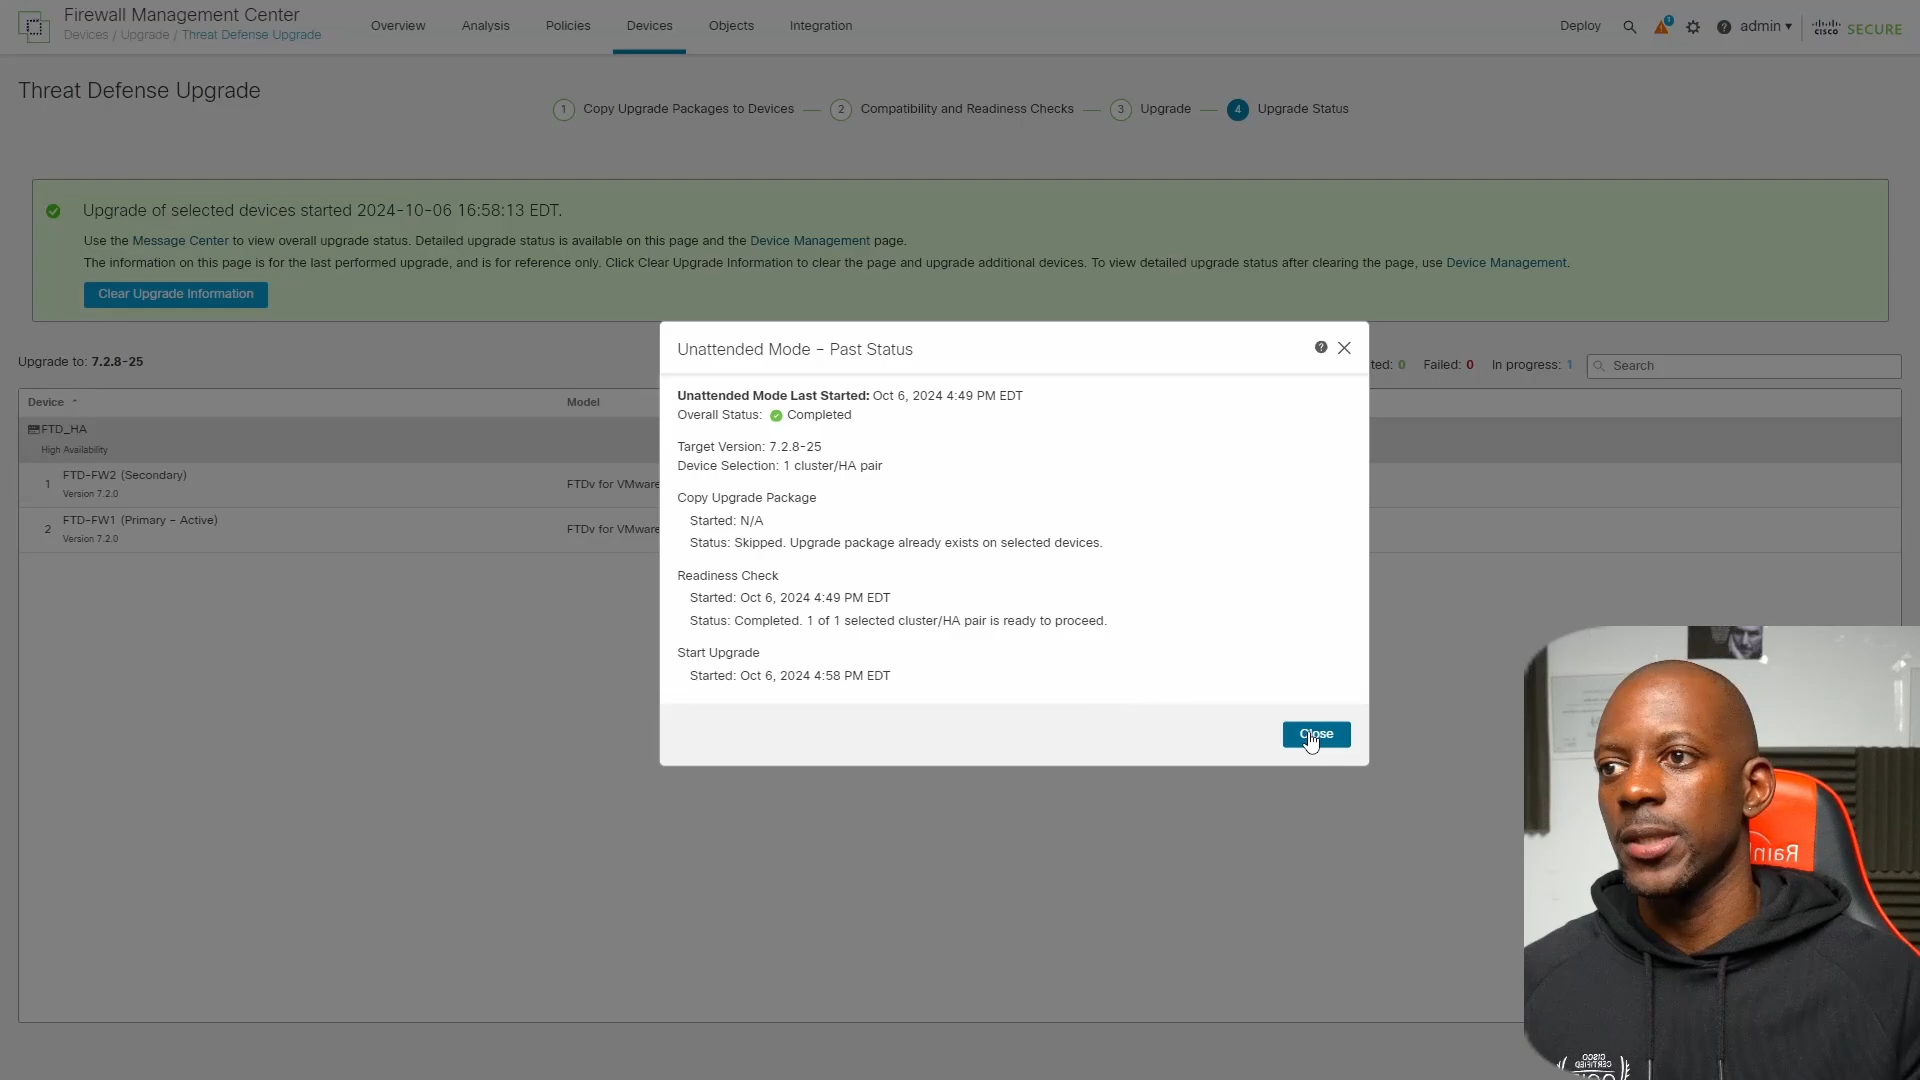 Firewall Management Center
Devices / Upgrade / Threat Defense Upgrade
Overview
Analysis
Policies
Devices
Objects
Integration
Deploy
1
admin
cisco SECURE
Threat Defense Upgrade
1 Copy Upgrade Packages to Devices
2 Compatibility and Readiness Checks
3 Upgrade
4 Upgrade Status
Upgrade of selected devices started 2024-10-06 16:58:13 EDT.
Use the Message Center to view overall upgrade status. Detailed upgrade status is available on this page and the Device Management page.
The information on this page is for the last performed upgrade, and is for reference only. Click Clear Upgrade Information to clear the page and upgrade additional devices. To view detailed upgrade status after clearing the page, use Device Management.
Clear Upgrade Information
Upgrade to: 7.2.8-25
ted: 0 Failed: 0 In progress: 1
Search
Device
Model
FTD_HA
High Availability
1 FTD-FW2 (Secondary)
Version 7.2.0
FTDv for VMware
2 FTD-FW1 (Primary - Active)
Version 7.2.0
FTDv for VMware
Unattended Mode - Past Status
Unattended Mode Last Started: Oct 6, 2024 4:49 PM EDT
Overall Status: Completed
Target Version: 7.2.8-25
Device Selection: 1 cluster/HA pair
Copy Upgrade Package
Started: N/A
Status: Skipped. Upgrade package already exists on selected devices.
Readiness Check
Started: Oct 6, 2024 4:49 PM EDT
Status: Completed. 1 of 1 selected cluster/HA pair is ready to proceed.
Start Upgrade
Started: Oct 6, 2024 4:58 PM EDT
Close
Rain
CISCO
CERTIFIED